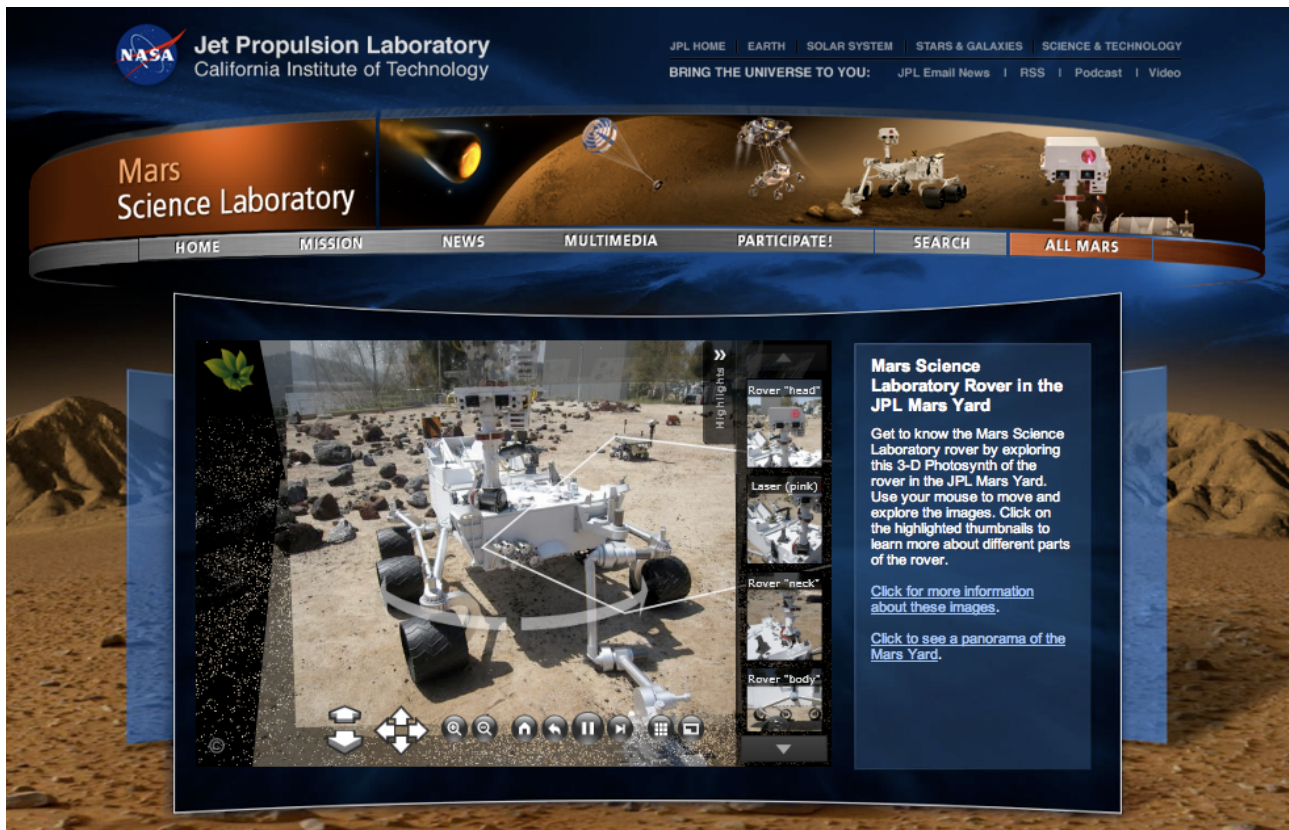 NASA
Jet Propulsion Laboratory
California Institute of Technology
JPL HOME EARTH SOLAR SYSTEM STARS & GALAXIES SCIENCE & TECHNOLOGY
BRING THE UNIVERSE TO YOU: JPL Email News | RSS | Podcast | Video
Mars
Science Laboratory
HOME MISSION NEWS MULTIMEDIA PARTICIPATE! SEARCH ALL MARS
» Highlights
Rover "head"
Laser (pink)
Rover "neck"
Rover "body"
©
Mars Science
Laboratory Rover in the
JPL Mars Yard
Get to know the Mars Science
Laboratory rover by exploring
this 3-D Photosynth of the
rover in the JPL Mars Yard.
Use your mouse to move and
explore the images. Click on
the highlighted thumbnails to
learn more about different parts
of the rover.
Click for more information
about these images.
Click to see a panorama of the
Mars Yard.